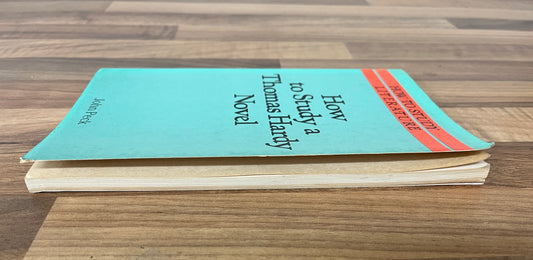 HOW TO STUDY
LITERATURE
How
to Study a
Thomas Hardy
Novel
John Peck